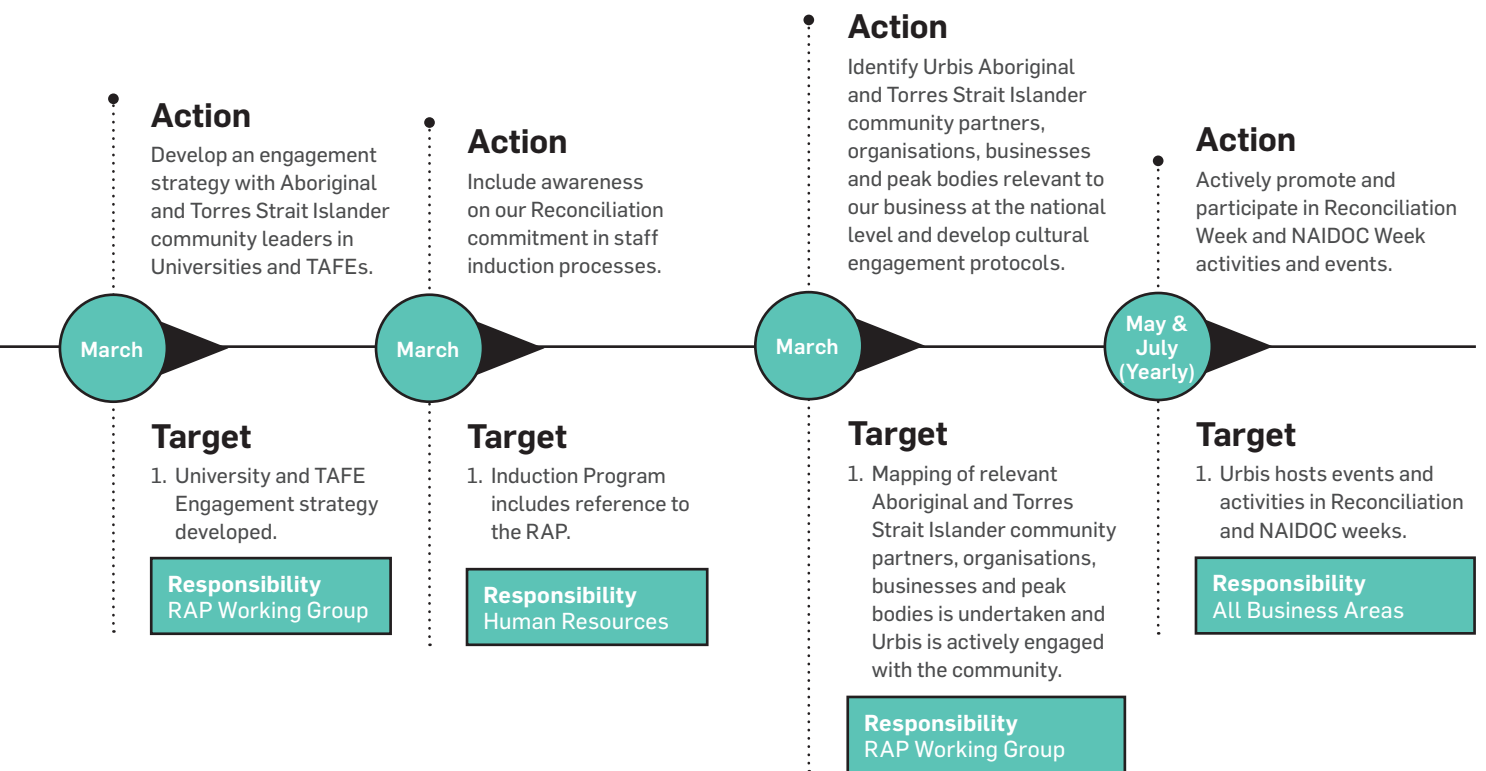 Action
Develop an engagement
strategy with Aboriginal
and Torres Strait Islander
community leaders in
Universities and TAFEs.
March
Target
1. University and TAFE
Engagement strategy
developed.
Responsibility
RAP Working Group
Action
Include awareness
on our Reconciliation
commitment in staff
induction processes.
March
Target
1. Induction Program
includes reference to
the RAP.
Responsibility
Human Resources
Action
Identify Urbis Aboriginal
and Torres Strait Islander
community partners,
organisations, businesses
and peak bodies relevant to
our business at the national
level and develop cultural
engagement protocols.
March
Target
1. Mapping of relevant
Aboriginal and Torres
Strait Islander community
partners, organisations,
businesses and peak
bodies is undertaken and
Urbis is actively engaged
with the community.
Responsibility
RAP Working Group
Action
Actively promote and
participate in Reconciliation
Week and NAIDOC Week
activities and events.
May &
July
(Yearly)
Target
1. Urbis hosts events and
activities in Reconciliation
and NAIDOC weeks.
Responsibility
All Business Areas